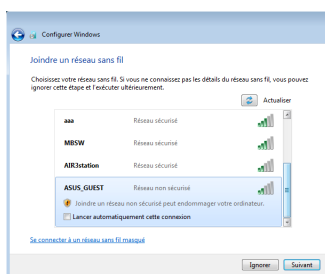 Configurer Windows
Joindre un réseau sans fil
Choisissez votre réseau sans fil. Si vous ne connaissez pas les détails du réseau sans fil, vous pouvez
ignorer cette étape et l'exécuter ultérieurement.
Actualiser
aaa Réseau sécurisé
MBSW Réseau sécurisé
AIR3station Réseau sécurisé
ASUS_GUEST Réseau non sécurisé
Joindre un réseau non sécurisé peut endommager votre ordinateur.
Lancer automatiquement cette connexion
Se connecter à un réseau sans fil masqué
Ignorer Suivant